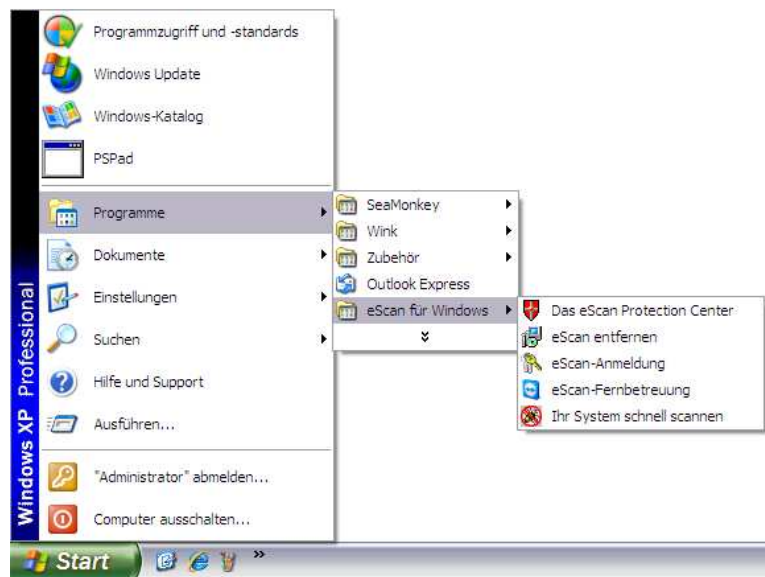 Programmzugriff und -standards
Windows Update
Windows-Katalog
PSPad
Programme
Dokumente
Einstellungen
Suchen
Hilfe und Support
Ausführen...
"Administrator" abmelden...
Computer ausschalten...
Windows XP Professional
SeaMonkey
Wink
Zubehör
Outlook Express
eScan für Windows
Das eScan Protection Center
eScan entfernen
eScan-Anmeldung
eScan-Fernbetreuung
Ihr System schnell scannen
Start